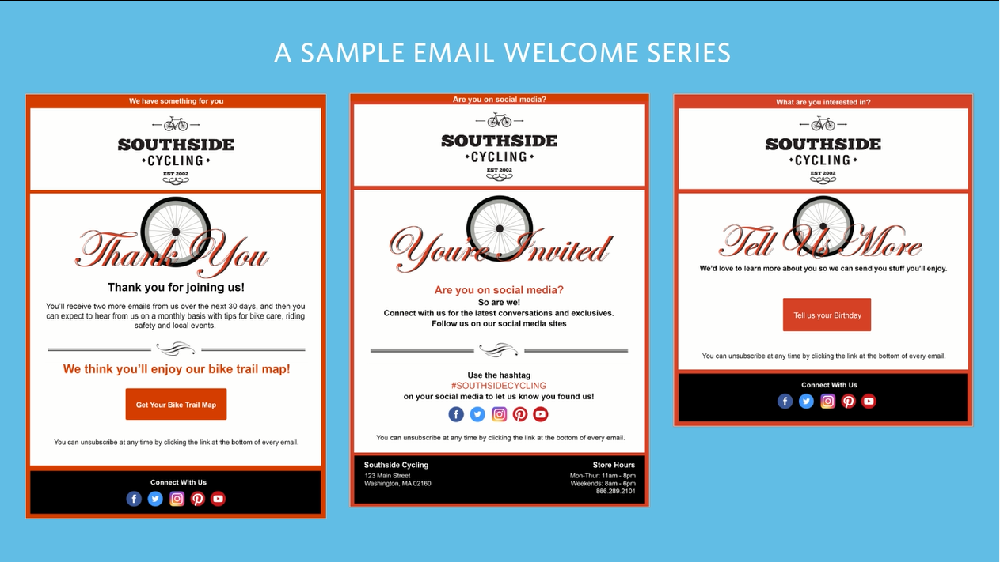 A SAMPLE EMAIL WELCOME SERIES
We have something for you
SOUTHSIDE
CYCLING
EST 2002
Thank You
Thank you for joining us!
You'll receive two more emails from us over the next 30 days, and then you
can expect to hear from us on a monthly basis with tips for bike care, riding
safety and local events.
We think you'll enjoy our bike trail map!
Get Your Bike Trail Map
You can unsubscribe at any time by clicking the link at the bottom of every email.
Connect With Us
Are you on social media?
SOUTHSIDE
CYCLING
EST 2002
You're Invited
Are you on social media?
So are we!
Connect with us for the latest conversations and exclusives.
Follow us on our social media sites
Use the hashtag
#SOUTHSIDECYCLING
on your social media to let us know you found us!
You can unsubscribe at any time by clicking the link at the bottom of every email.
Southside Cycling
123 Main Street
Washington, MA 02160
Store Hours
Mon-Thur: 11am - 8pm
Weekends: 8am - 6pm
866.289.2101
What are you interested in?
SOUTHSIDE
CYCLING
EST 2002
Tell Us More
We'd love to learn more about you so we can send you stuff you'll enjoy.
Tell us your Birthday
You can unsubscribe at any time by clicking the link at the bottom of every email.
Connect With Us